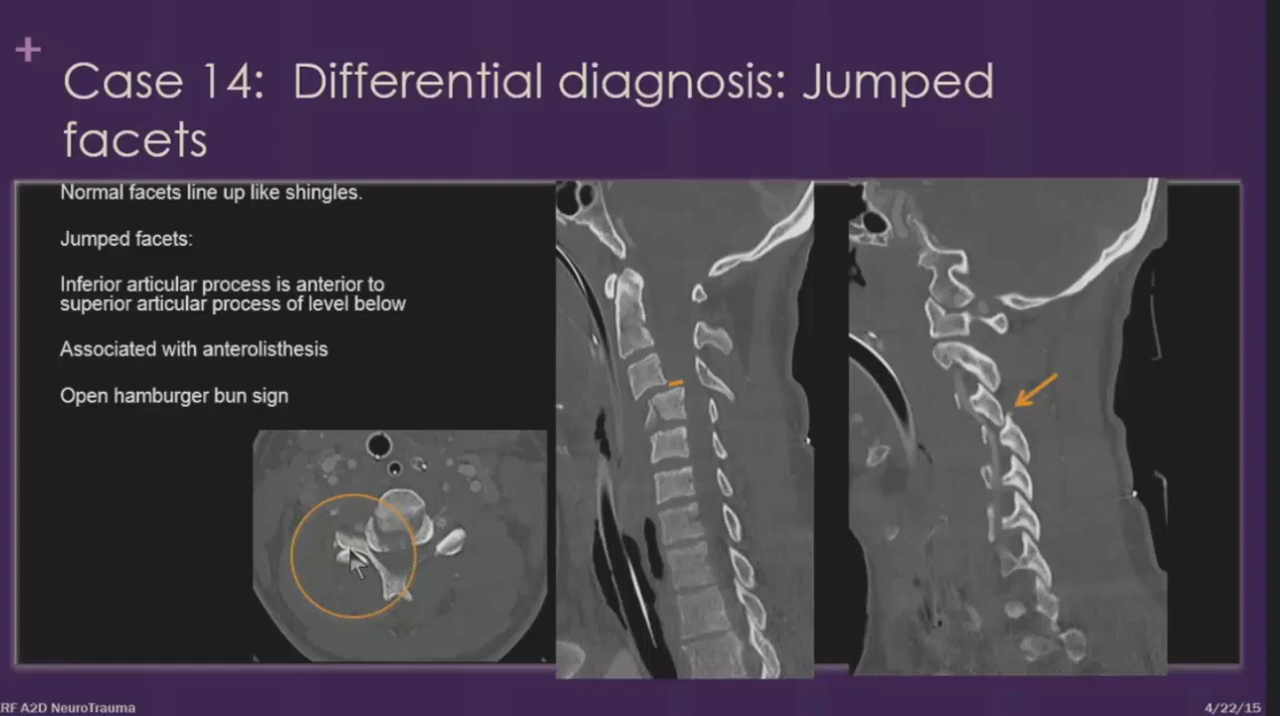 +
Case 14: Differential diagnosis: Jumped
facets
Normal facets line up like shingles.
Jumped facets:
Inferior articular process is anterior to
superior articular process of level below
Associated with anterolisthesis
Open hamburger bun sign
RF A2D NeuroTrauma
4/22/15